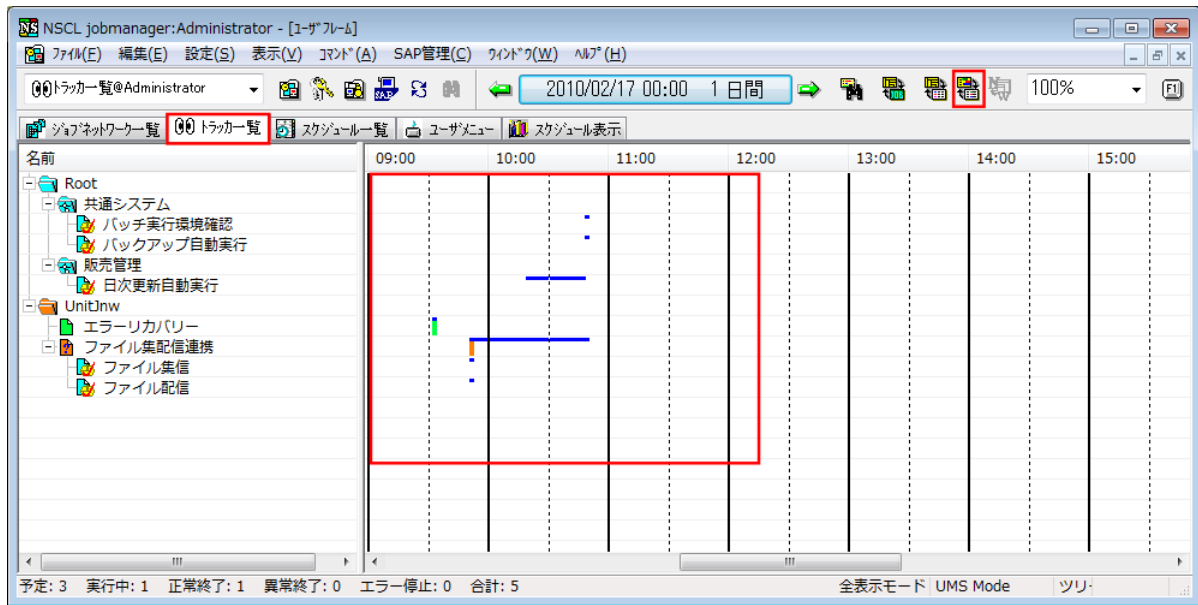 NSCL jobmanager:Administrator - [ﾕｰｻﾞﾌﾚｰﾑ]
ﾌｧｲﾙ(F) 編集(E) 設定(S) 表示(V) ｺﾏﾝﾄﾞ(A) SAP管理(C) ｳｨﾝﾄﾞｳ(W) ﾍﾙﾌﾟ(H)
ﾄﾗｯｶ一覧@Administrator SAP 2010/02/17 00:00 1 日間 100% F1
ｼﾞｮﾌﾞﾈｯﾄﾜｰｸ一覧 ﾄﾗｯｶ一覧 ｽｹｼﾞｭｰﾙ一覧 ﾕｰｻﾞﾒﾆｭｰ ｽｹｼﾞｭｰﾙ表示
名前 09:00 10:00 11:00 12:00 13:00 14:00 15:00
Root
共通システム
バッチ実行環境確認
バックアップ自動実行
販売管理
日次更新自動実行
UnitJnw
エラーリカバリー
ファイル集配信連携
ファイル集信
ファイル配信
予定: 3 実行中: 1 正常終了: 1 異常終了: 0 エラー停止: 0 合計: 5 全表示モード UMS Mode ツリ